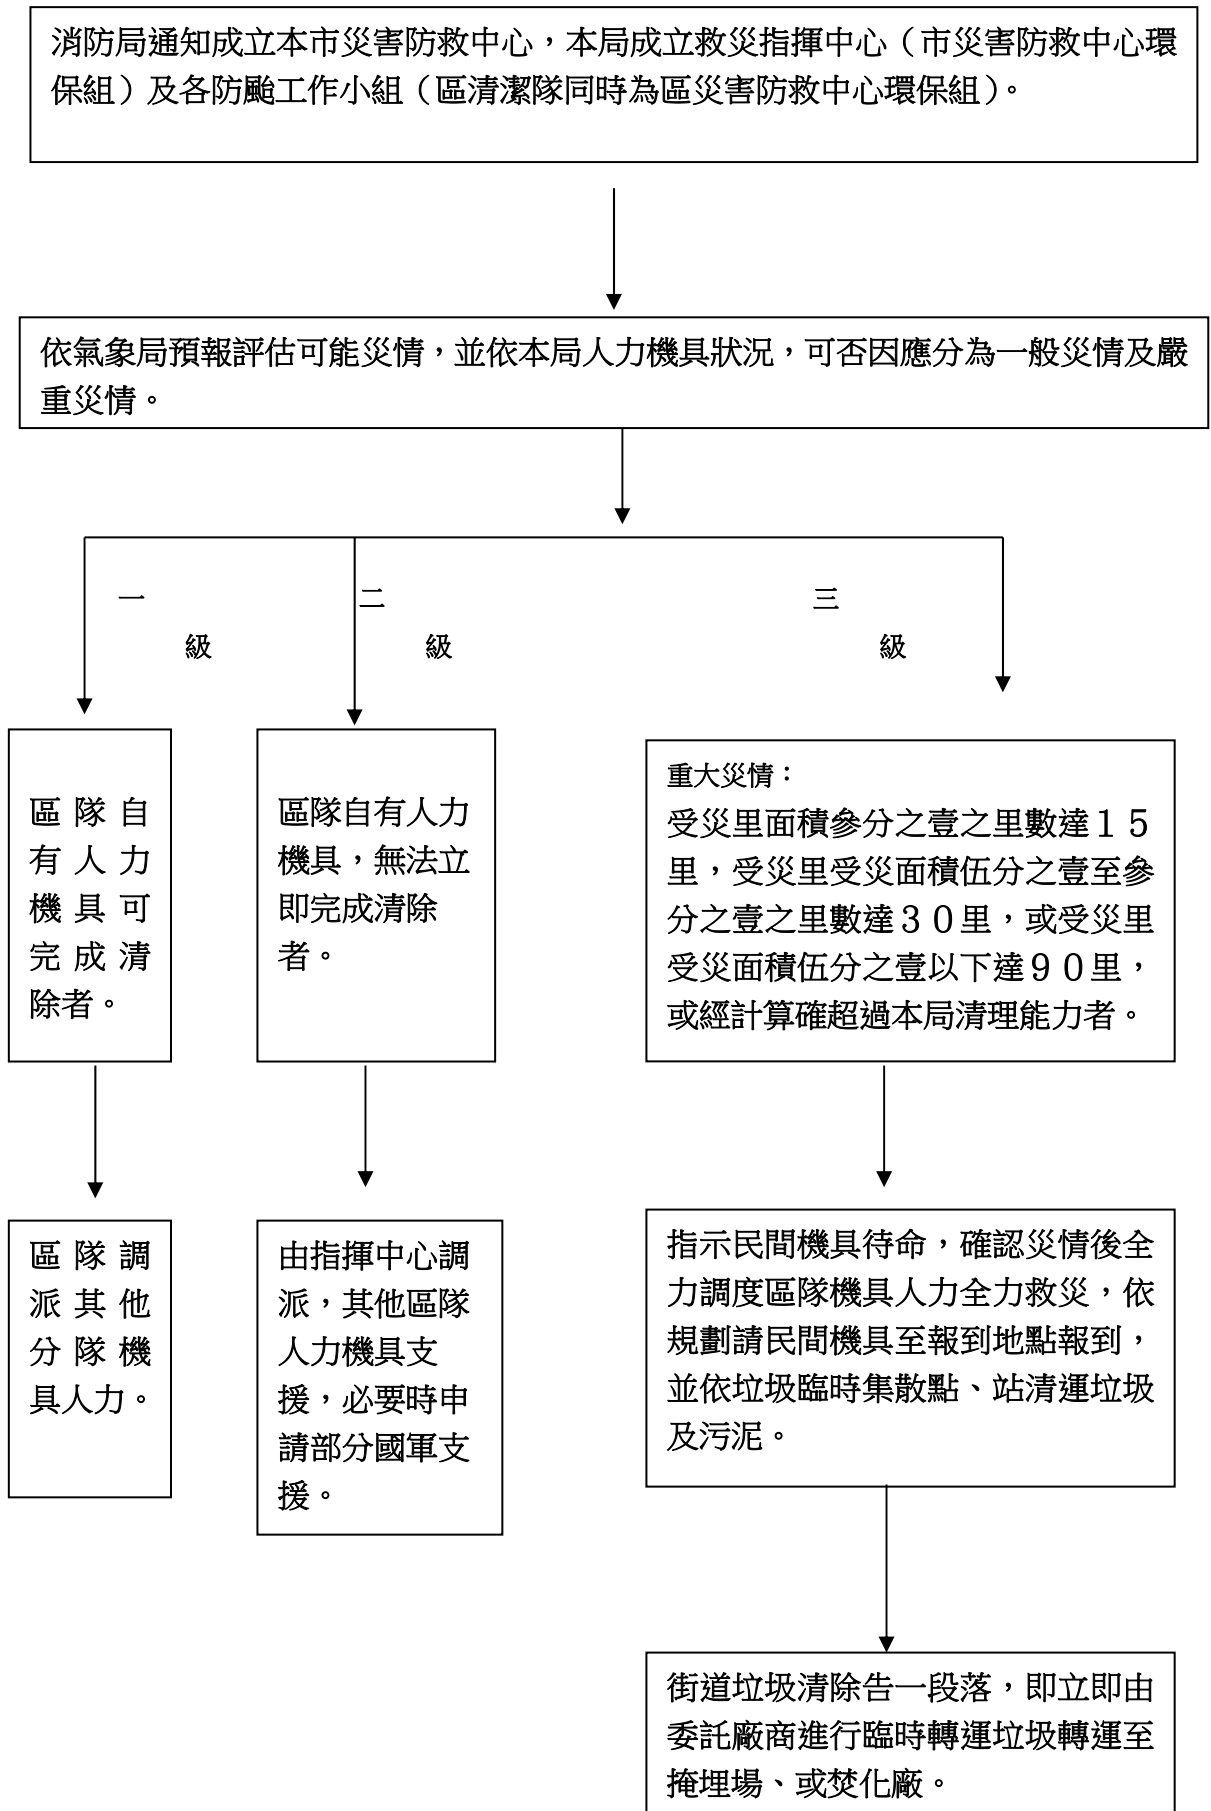 消防局通知成立本市災害防救中心，本局成立救災指揮中心（市災害防救中心環
保組）及各防颱工作小組（區清潔隊同時為區災害防救中心環保組）。
依氣象局預報評估可能災情，並依本局人力機具狀況，可否因應分為一般災情及嚴
重災情。
一
級
二
級
三
級
區隊自
有人力
機具可
完成清
除者。
區隊自有人力
機具，無法立
即完成清除
者。
重大災情：
受災里面積參分之壹之里數達１５
里，受災里受災面積伍分之壹至參
分之壹之里數達３０里，或受災里
受災面積伍分之壹以下達９０里，
或經計算確超過本局清理能力者。
區隊調
派其他
分隊機
具人力。
由指揮中心調
派，其他區隊
人力機具支
援，必要時申
請部分國軍支
援。
指示民間機具待命，確認災情後全
力調度區隊機具人力全力救災，依
規劃請民間機具至報到地點報到，
並依垃圾臨時集散點、站清運垃圾
及污泥。
街道垃圾清除告一段落，即立即由
委託廠商進行臨時轉運垃圾轉運至
掩埋場、或焚化廠。